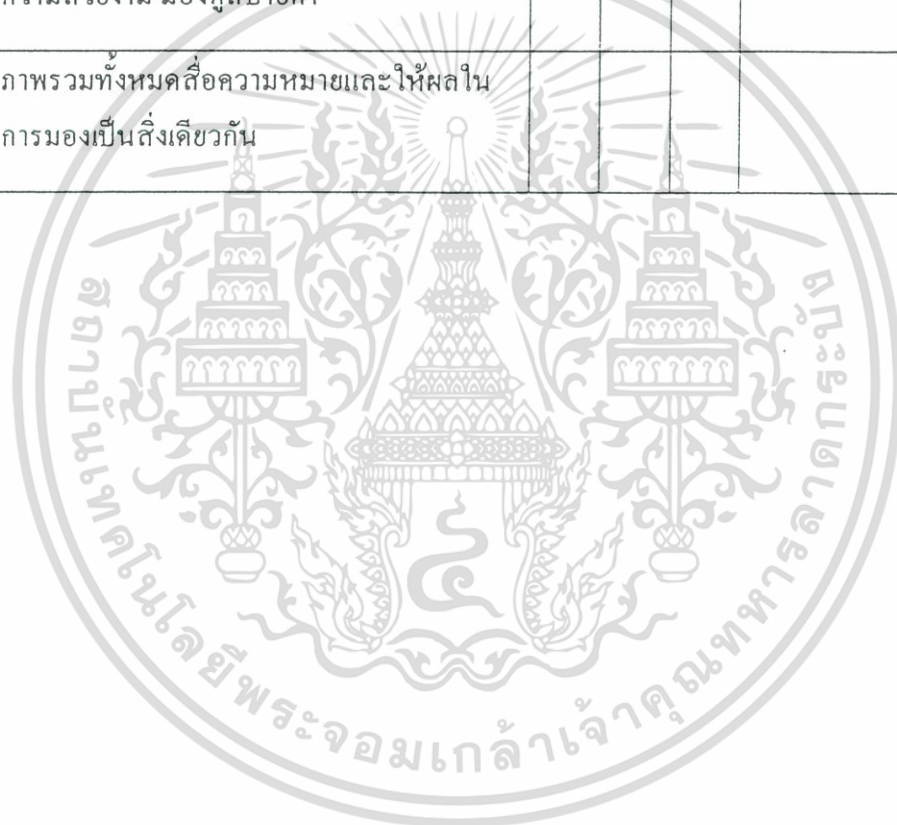 ภาพรวมทั้งหมดสื่อความหมายและให้ผลใน
การมองเป็นสิ่งเดียวกัน
สถาบันเทคโนโลยีพระจอมเกล้าเจ้าคุณทหารลาดกระบัง
๔